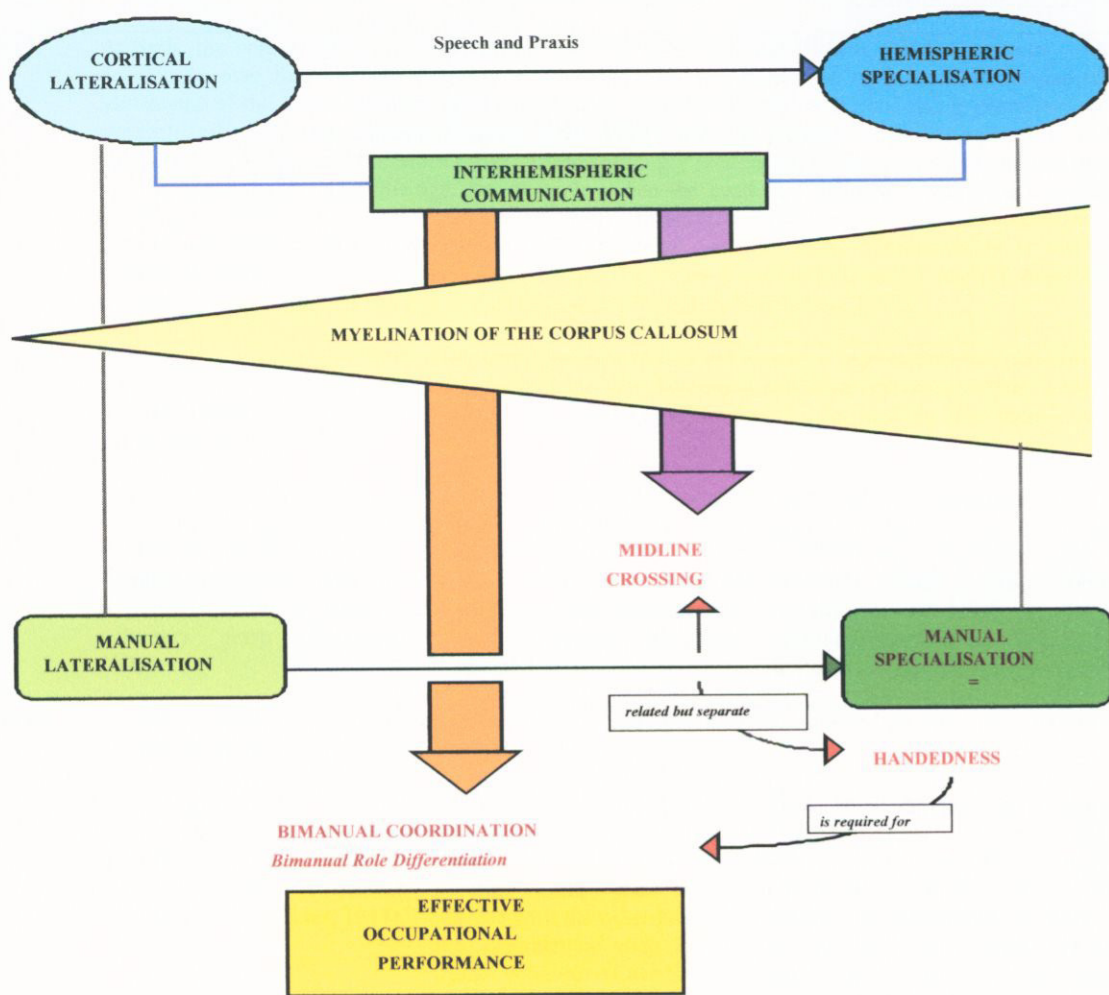 CORTICAL
LATERALISATION
Speech and Praxis
HEMISPHERIC
SPECIALISATION
INTERHEMISPHERIC
COMMUNICATION
MYELINATION OF THE CORPUS CALLOSUM
MIDLINE
CROSSING
MANUAL
LATERALISATION
MANUAL
SPECIALISATION
=
related but separate
HANDEDNESS
is required for
BIMANUAL COORDINATION
Bimanual Role Differentiation
EFFECTIVE
OCCUPATIONAL
PERFORMANCE